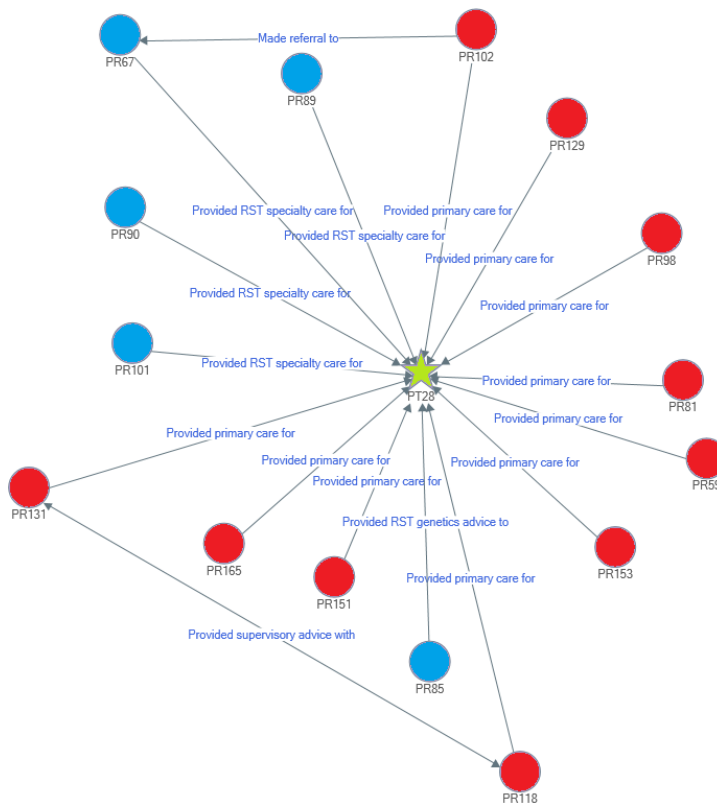 Made referral to
PR67
PR102
PR89
PR129
Provided RST specialty care for
Provided primary care for
PR90
Provided RST specialty care for
PR98
Provided primary care for
Provided RST specialty care for
Provided primary care for
PR101
Provided RST specialty care for
Provided primary care for
PT28
PR81
Provided primary care for
Provided primary care for
Provided primary care for
Provided primary care for
Provided primary care for
PR59
PR131
Provided RST genetics advice to
PR165
PR153
Provided primary care for
PR151
Provided supervisory advice with
PR85
PR118